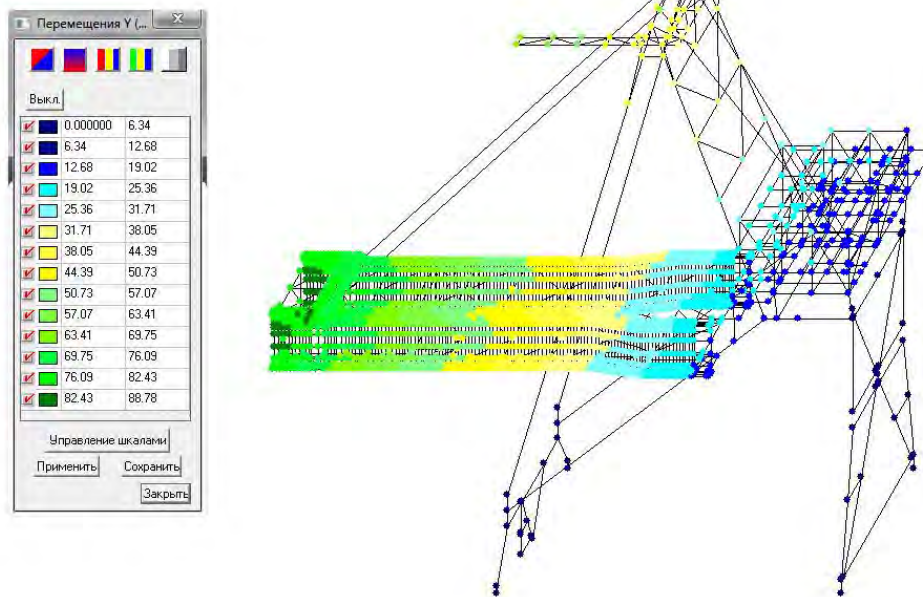 Перемещения Y (...
Выкл.
0.000000 6.34
6.34 12.68
12.68 19.02
19.02 25.36
25.36 31.71
31.71 38.05
38.05 44.39
44.39 50.73
50.73 57.07
57.07 63.41
63.41 69.75
69.75 76.09
76.09 82.43
82.43 88.78
Управление шкалами
Применить Сохранить
Закрыть